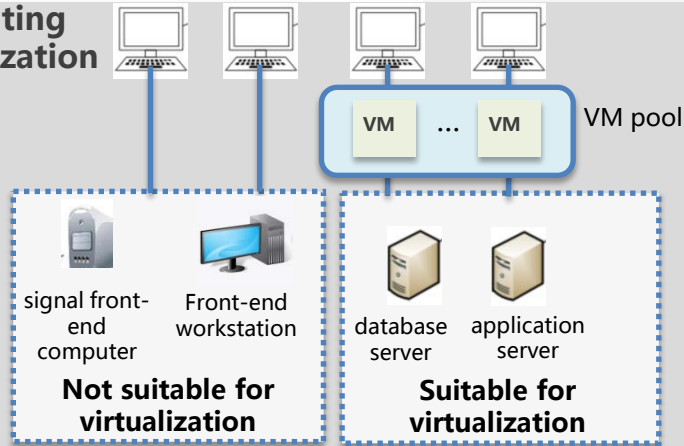 ting
zation
VM ... VM
VM pool
signal front-
end
computer
Front-end
workstation
database
server
application
server
Not suitable for
virtualization
Suitable for
virtualization